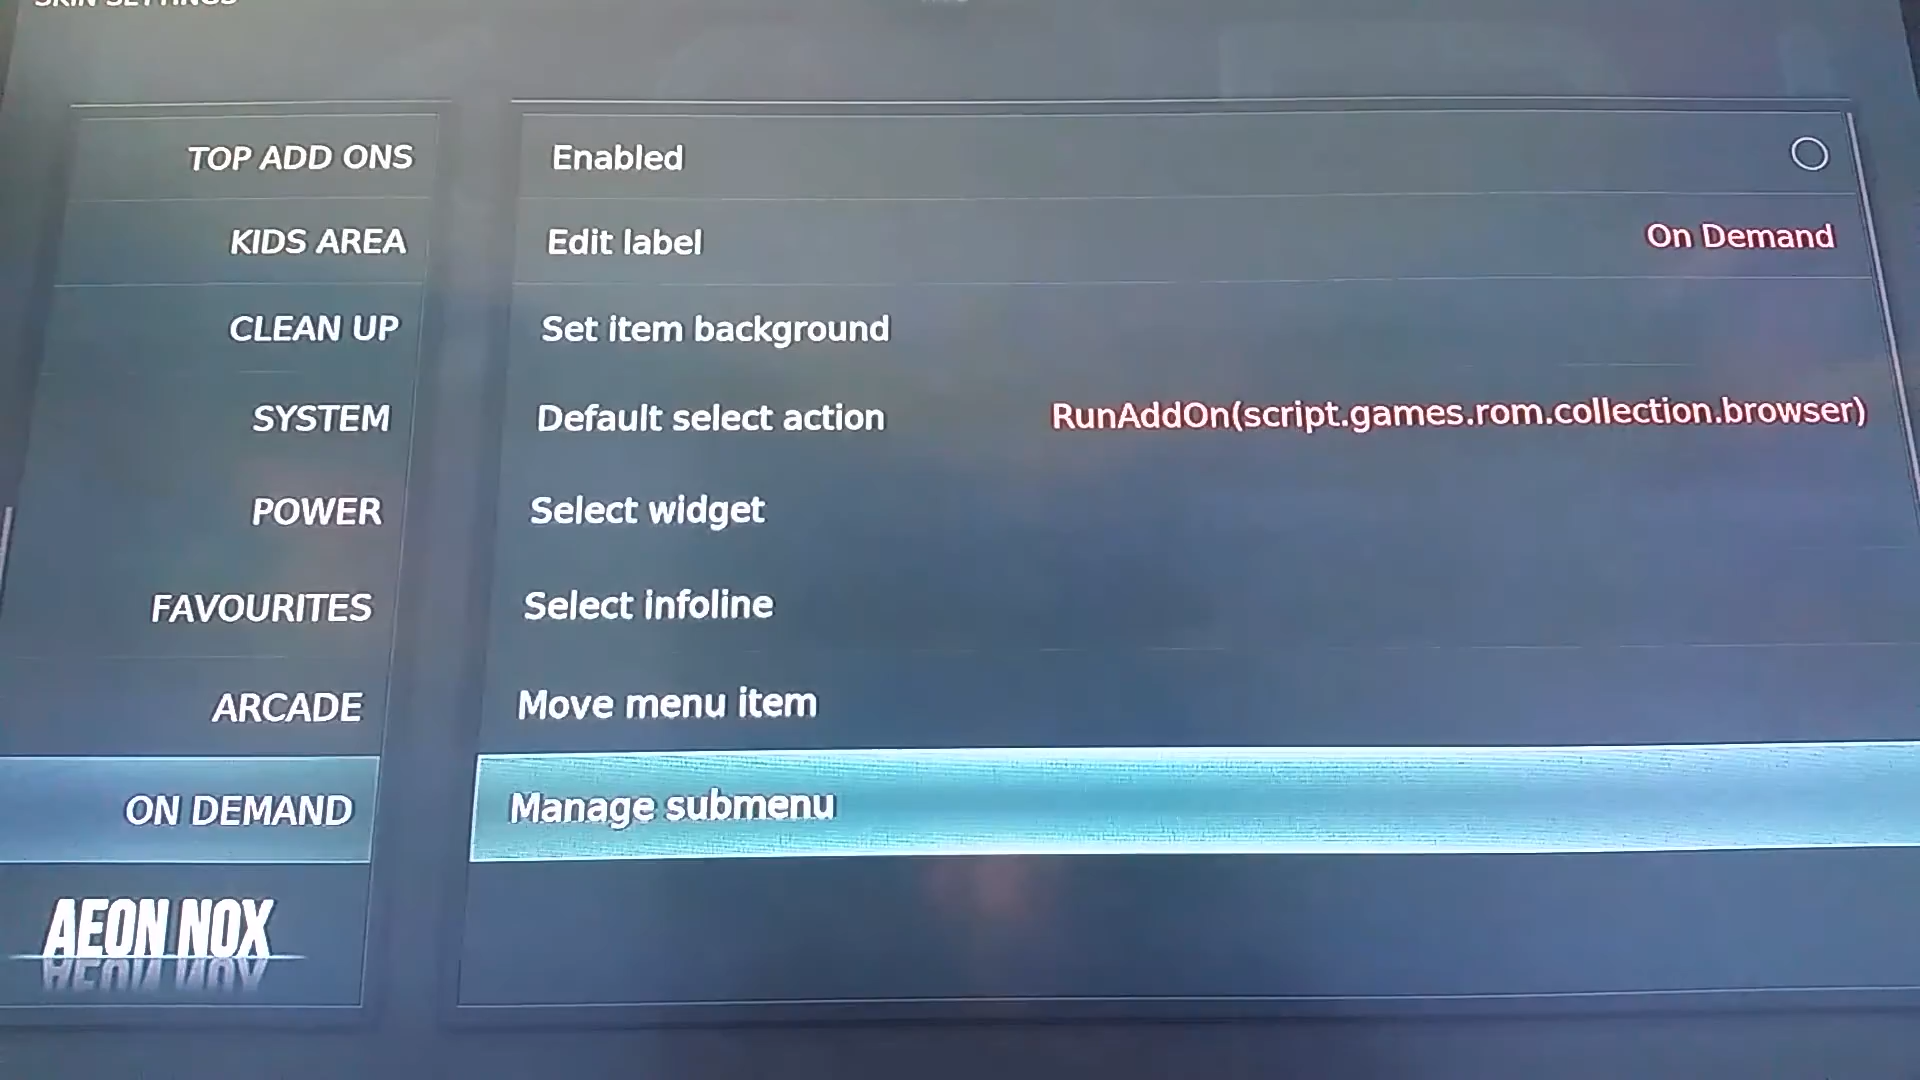 SKIN SETTINGS
TOP ADD ONS
KIDS AREA
CLEAN UP
SYSTEM
POWER
FAVOURITES
ARCADE
ON DEMAND
AEON NOX
Enabled
Edit label On Demand
Set item background
Default select action RunAddOn(script.games.rom.collection.browser)
Select widget
Select infoline
Move menu item
Manage submenu